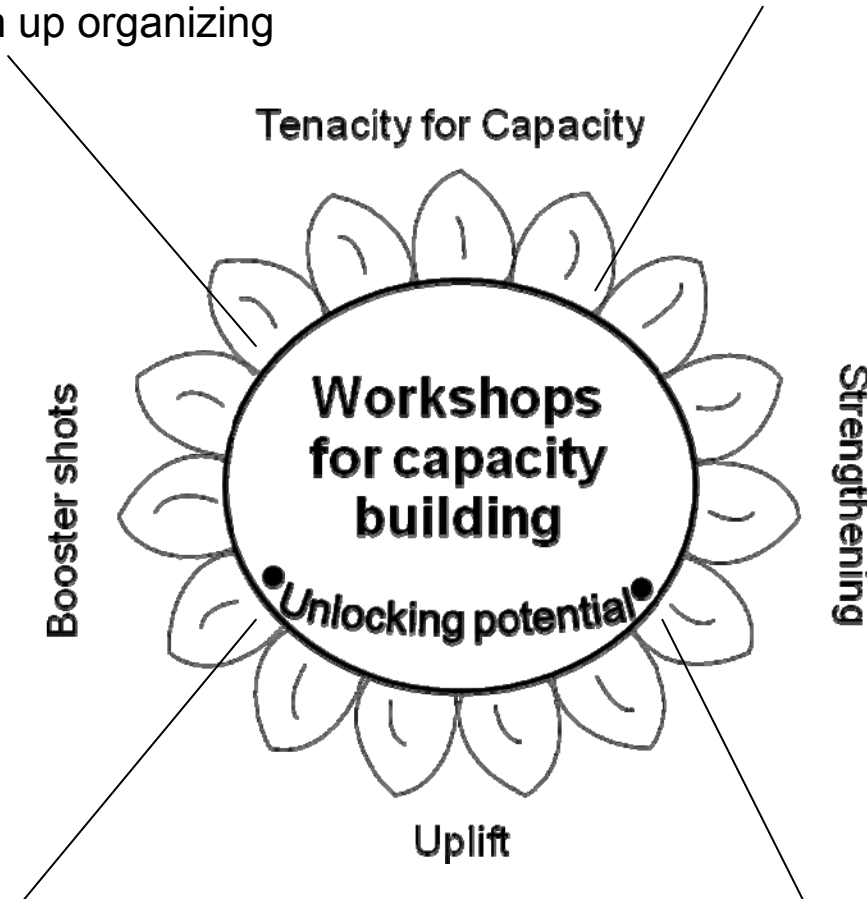 up organizing
Tenacity for Capacity
Booster shots
Workshops
for capacity
building
Unlocking potential
Strengthening
Uplift